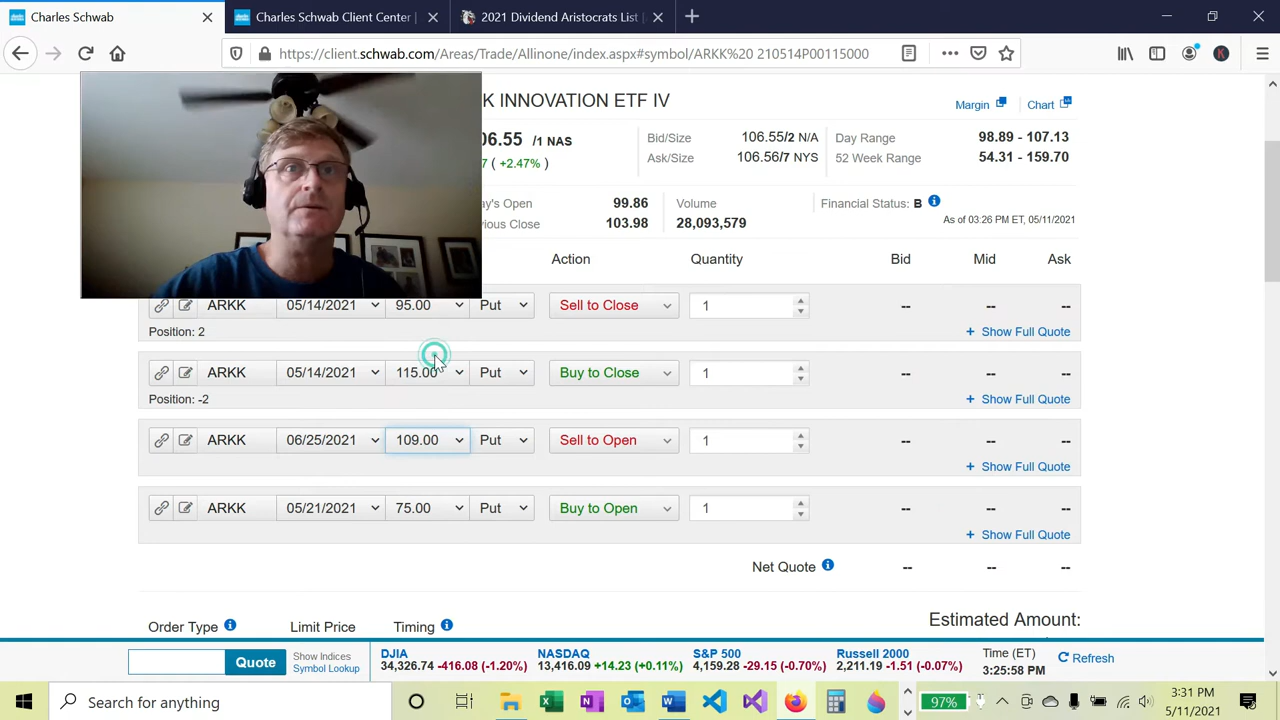 Charles Schwab
Charles Schwab Client Center |
2021 Dividend Aristocrats List |
https://client.schwab.com/Areas/Trade/Allinone/index.aspx#symbol/ARKK%20 210514P00115000
K INNOVATION ETF IV
Margin
Chart
06.55 /1 NAS
7 ( +2.47% )
Bid/Size 106.55/2 N/A
Ask/Size 106.56/7 NYS
Day Range 98.89 - 107.13
52 Week Range 54.31 - 159.70
y's Open 99.86
vious Close 103.98
Volume
28,093,579
Financial Status: B
As of 03:26 PM ET, 05/11/2021
Action Quantity Bid Mid Ask
ARKK 05/14/2021 95.00 Put Sell to Close 1 -- -- --
Position: 2 + Show Full Quote
ARKK 05/14/2021 115.00 Put Buy to Close 1 -- -- --
Position: -2 + Show Full Quote
ARKK 06/25/2021 109.00 Put Sell to Open 1 -- -- --
+ Show Full Quote
ARKK 05/21/2021 75.00 Put Buy to Open 1 -- -- --
+ Show Full Quote
Net Quote -- -- --
Order Type Limit Price Timing Estimated Amount:
Quote
Show Indices
Symbol Lookup
DJIA
34,326.74 -416.08 (-1.20%)
NASDAQ
13,416.09 +14.23 (+0.11%)
S&P 500
4,159.28 -29.15 (-0.70%)
Russell 2000
2,211.19 -1.51 (-0.07%)
Time (ET)
3:25:58 PM
Refresh
Search for anything
97%
3:31 PM
5/11/2021